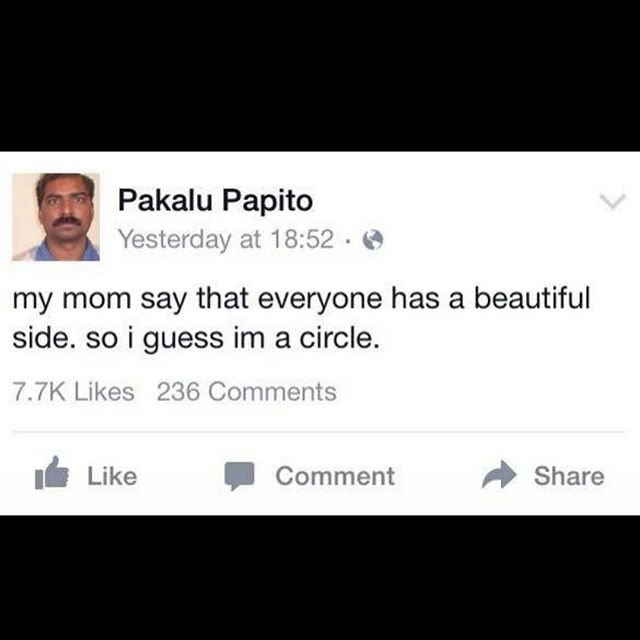 Pakalu Papito
Yesterday at 18:52 ·
my mom say that everyone has a beautiful
side. so i guess im a circle.
7.7K Likes 236 Comments
Like Comment Share